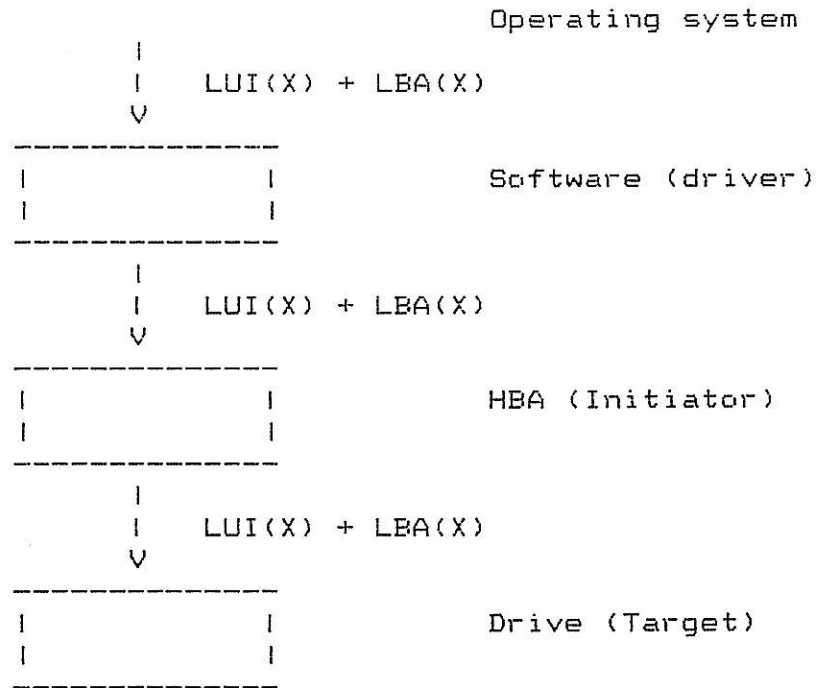 Operating system
LUI(X) + LBA(X)
Software (driver)
LUI(X) + LBA(X)
HBA (Initiator)
LUI(X) + LBA(X)
Drive (Target)